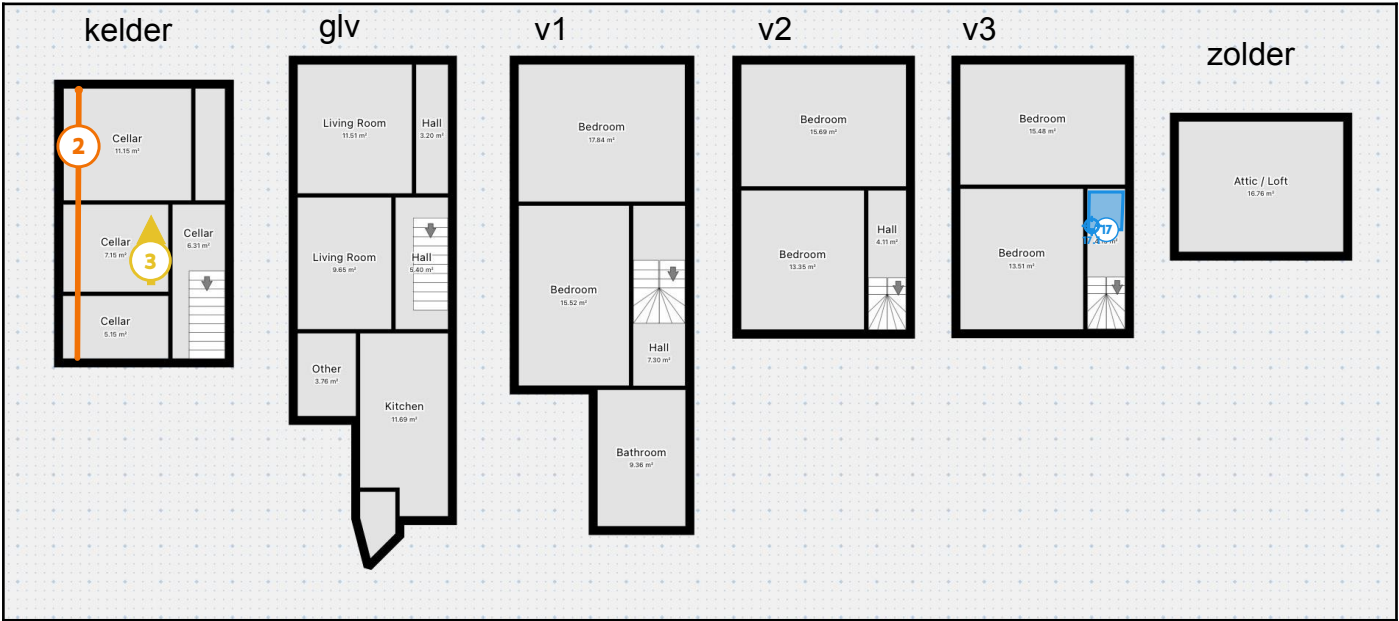 kelder
glv
v1
v2
v3
zolder
2
Cellar
11.15 m²
Cellar
7.15 m²
3
Cellar
6.31 m²
Cellar
5.15 m²
Living Room
11.51 m²
Hall
3.20 m²
Living Room
9.65 m²
Hall
5.40 m²
Other
3.76 m²
Kitchen
11.69 m²
Bedroom
17.84 m²
Bedroom
15.52 m²
Hall
7.30 m²
Bathroom
9.36 m²
Bedroom
15.69 m²
Bedroom
13.35 m²
Hall
4.11 m²
Bedroom
15.48 m²
Bedroom
13.51 m²
17
Attic / Loft
16.76 m²